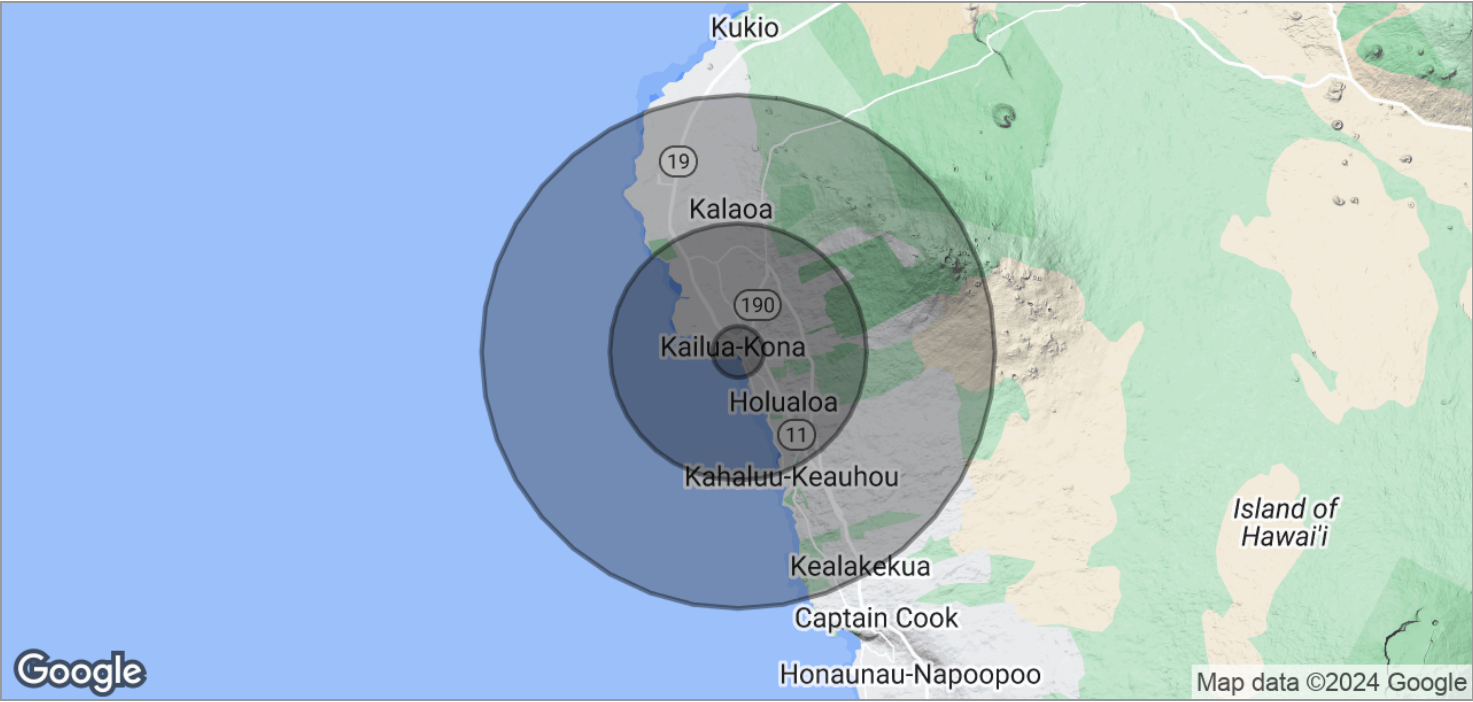 Kukio
19
Kalaoa
190
Kailua-Kona
Holualoa
11
Kahaluu-Keauhou
Island of
Hawai'i
Kealakekua
Captain Cook
Honaunau-Napoopoo
Google
Map data ©2024 Google